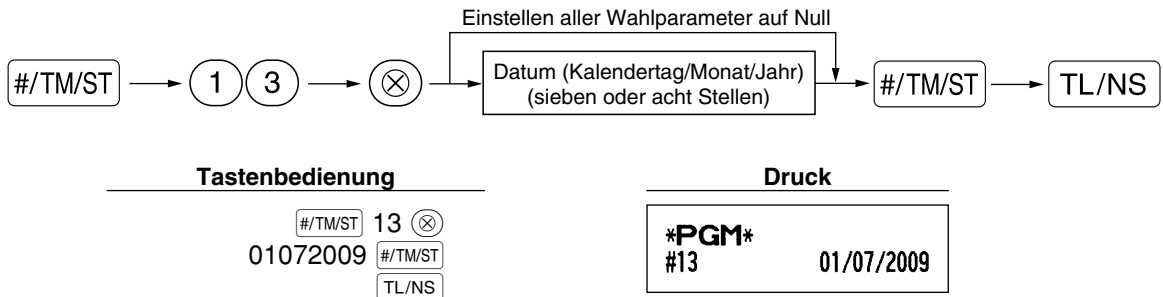 Einstellen aller Wahlparameter auf Null
#/TM/ST 1 3 ⊗ Datum (Kalendertag/Monat/Jahr) #/TM/ST TL/NS
(sieben oder acht Stellen)
Tastenbedienung
#/TM/ST 13 ⊗
01072009 #/TM/ST
TL/NS
Druck
*PGM*
#13 01/07/2009